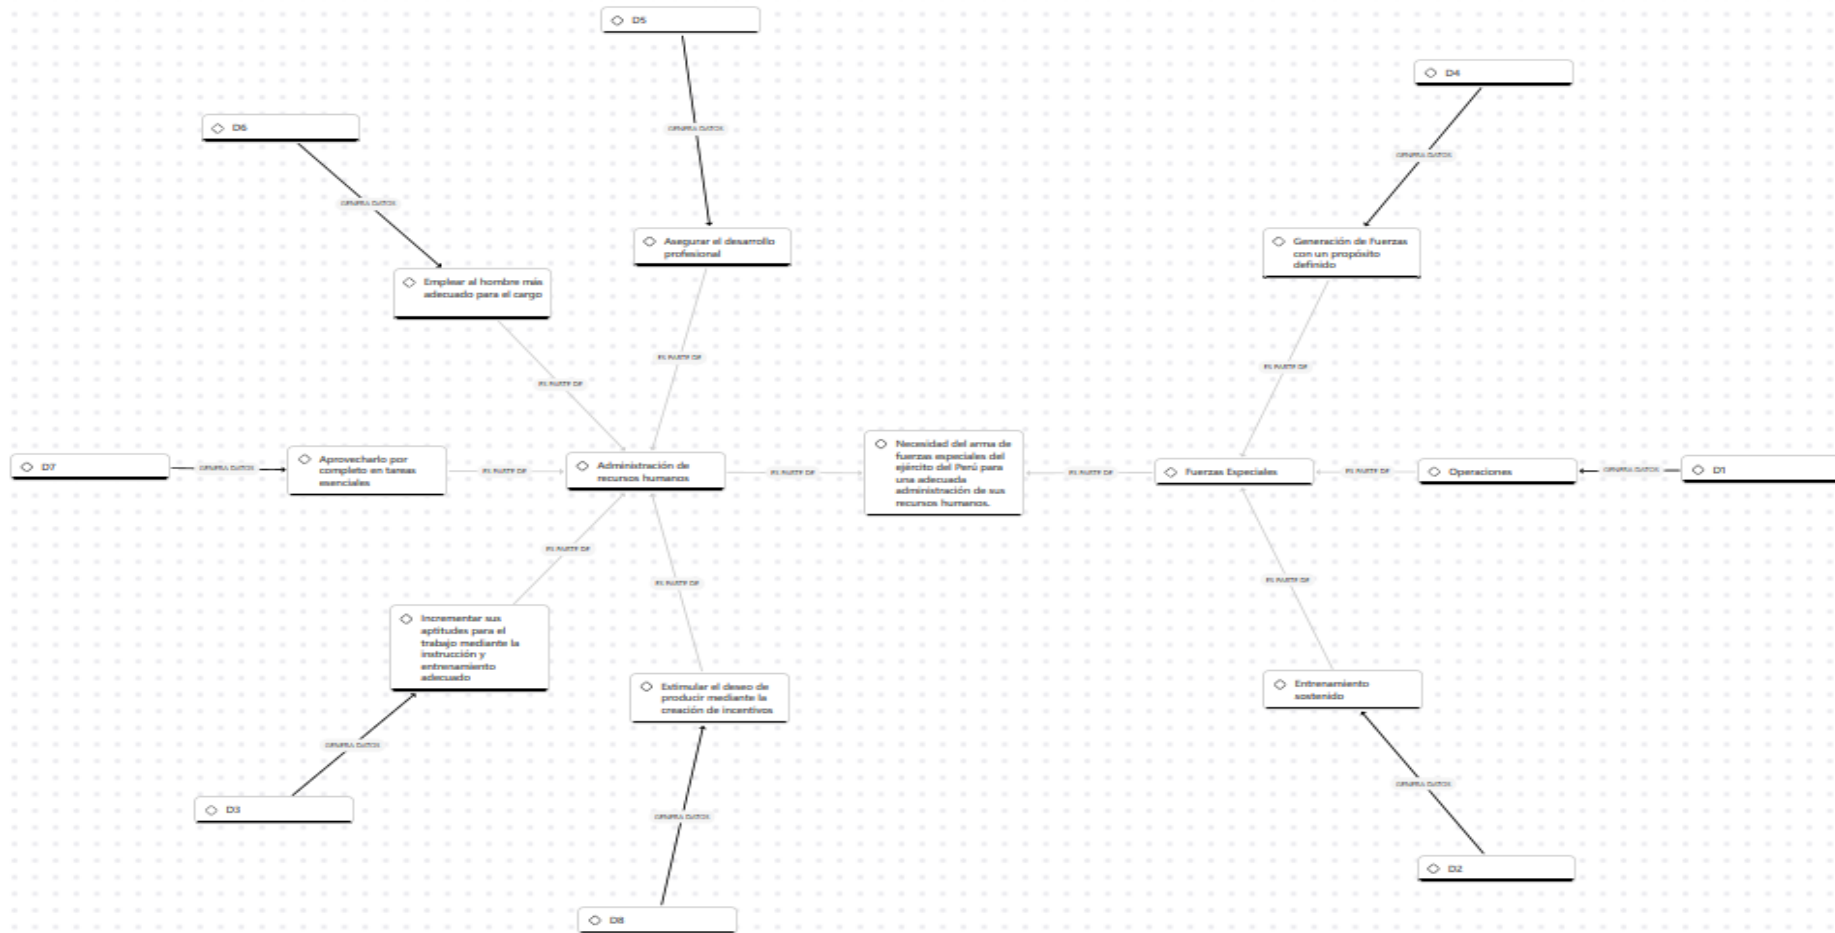 D5
D4
GENERA DATOS
D6
GENERA DATOS
GENERA DATOS
Asegurar el desarrollo
profesional
Generación de Fuerzas
con un propósito
definido
Emplear al hombre más
adecuado para el cargo
ES PARTE DE
ES PARTE DE
ES PARTE DE
D7
GENERA DATOS
Aprovecharlo por
completo en tareas
esenciales
ES PARTE DE
Administración de
recursos humanos
ES PARTE DE
Necesidad del arma de
fuerzas especiales del
ejército del Perú para
una adecuada
administración de sus
recursos humanos.
ES PARTE DE
Fuerzas Especiales
ES PARTE DE
Operaciones
GENERA DATOS
D1
ES PARTE DE
ES PARTE DE
ES PARTE DE
Incrementar sus
aptitudes para el
trabajo mediante la
instrucción y
entrenamiento
adecuado
Estimular el deseo de
producir mediante la
creación de incentivos
Entrenamiento
sostenido
GENERA DATOS
GENERA DATOS
D3
GENERA DATOS
D2
D8